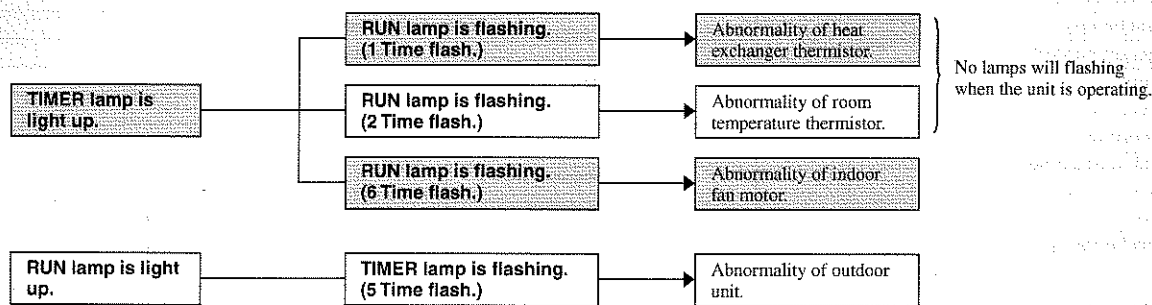 RUN lamp is flashing.
(1 Time flash.)
Abnormality of heat
exchanger thermistor.
TIMER lamp is
light up.
RUN lamp is flashing.
(2 Time flash.)
Abnormality of room
temperature thermistor.
No lamps will flashing
when the unit is operating.
RUN lamp is flashing.
(6 Time flash.)
Abnormality of indoor
fan motor.
RUN lamp is light
up.
TIMER lamp is flashing.
(5 Time flash.)
Abnormality of outdoor
unit.